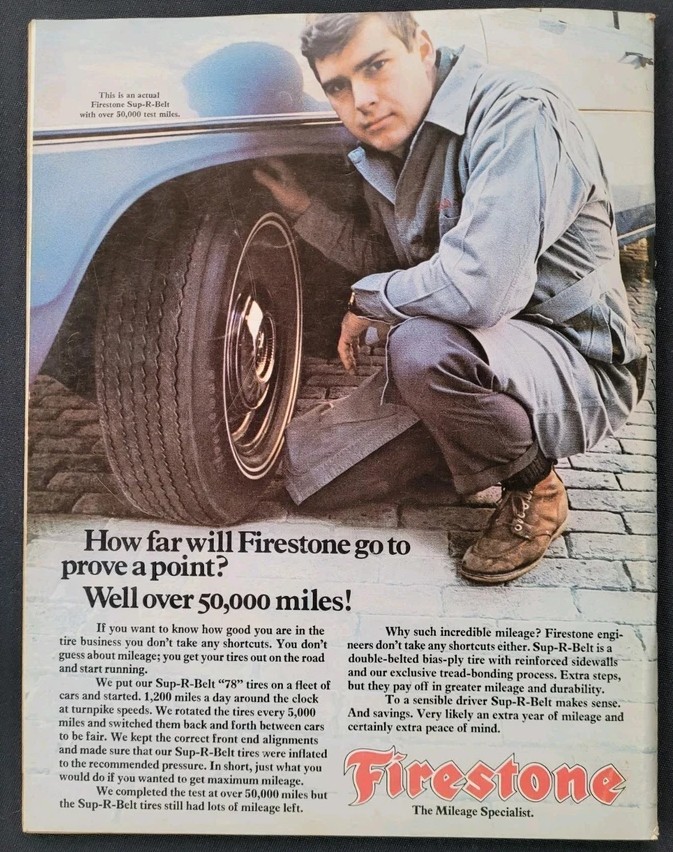 This is an actual
Firestone Sup-R-Belt
with over 50,000 test miles.
How far will Firestone go to
prove a point?
Well over 50,000 miles!
If you want to know how good you are in the
tire business you don't take any shortcuts. You don't
guess about mileage; you get your tires out on the road
and start running.
We put our Sup-R-Belt “78” tires on a fleet of
cars and started. 1,200 miles a day around the clock
at turnpike speeds. We rotated the tires every 5,000
miles and switched them back and forth between cars
to be fair. We kept the correct front end alignments
and made sure that our Sup-R-Belt tires were inflated
to the recommended pressure. In short, just what you
would do if you wanted to get maximum mileage.
We completed the test at over 50,000 miles but
the Sup-R-Belt tires still had lots of mileage left.
Why such incredible mileage? Firestone engi-
neers don't take any shortcuts either. Sup-R-Belt is a
double-belted bias-ply tire with reinforced sidewalls
and our exclusive tread-bonding process. Extra steps,
but they pay off in greater mileage and durability.
To a sensible driver Sup-R-Belt makes sense.
And savings. Very likely an extra year of mileage and
certainly extra peace of mind.
Firestone
The Mileage Specialist.